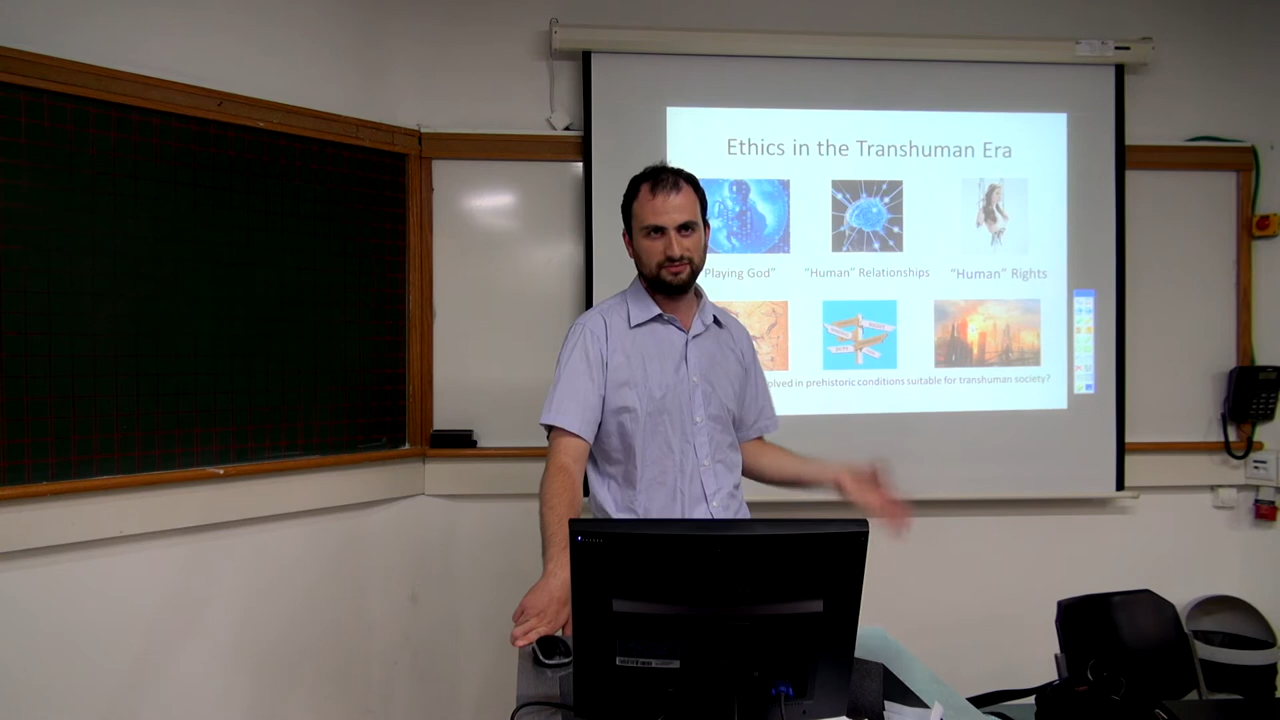 Ethics in the Transhuman Era
Playing God" "Human" Relationships "Human" Rights
olved in prehistoric conditions suitable for transhuman society?